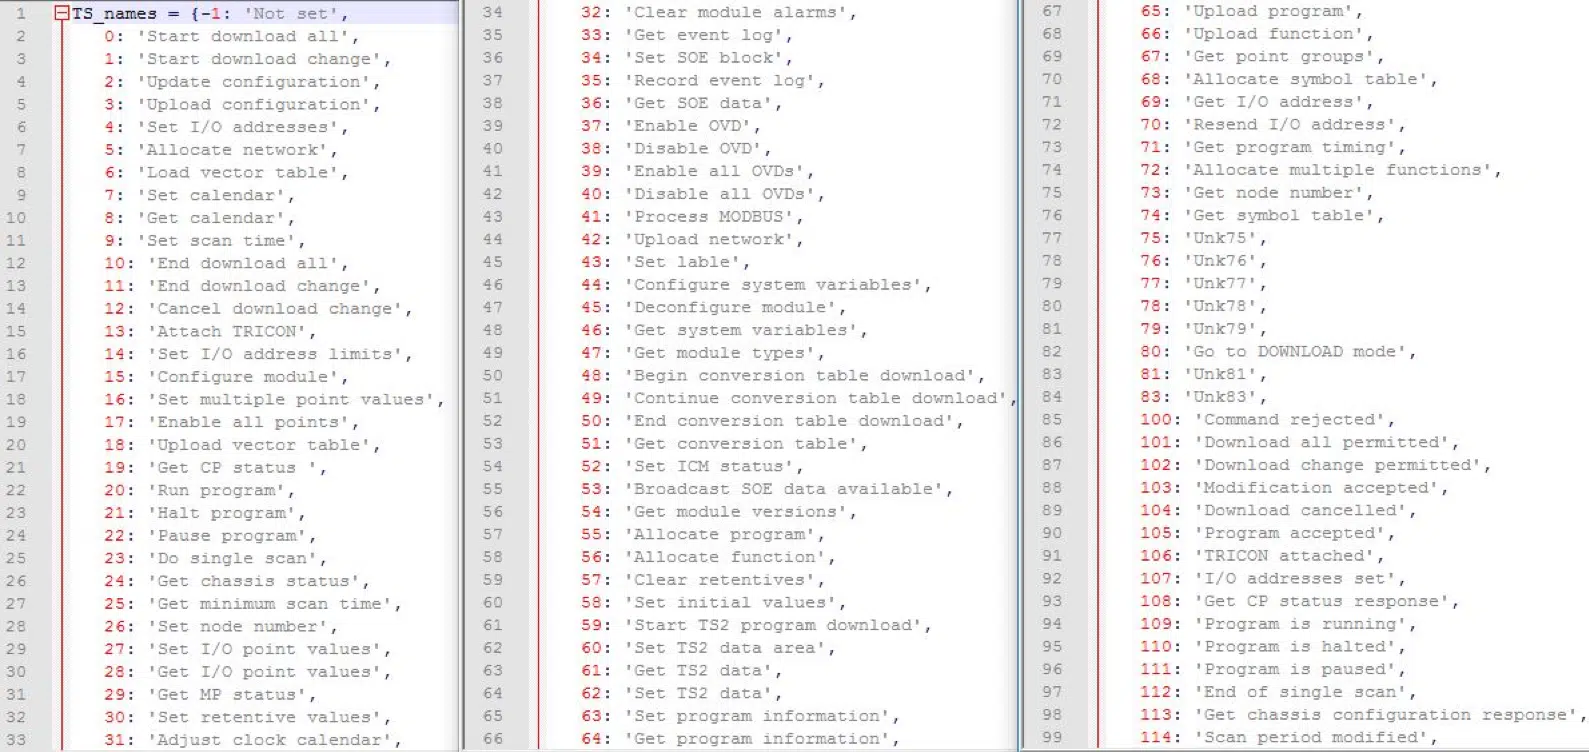 1 TS_names = {-1: 'Not set',
2 0: 'Start download all',
3 1: 'Start download change',
4 2: 'Update configuration',
5 3: 'Upload configuration',
6 4: 'Set I/O addresses',
7 5: 'Allocate network',
8 6: 'Load vector table',
9 7: 'Set calendar',
10 8: 'Get calendar',
11 9: 'Set scan time',
12 10: 'End download all',
13 11: 'End download change',
14 12: 'Cancel download change',
15 13: 'Attach TRICON',
16 14: 'Set I/O address limits',
17 15: 'Configure module',
18 16: 'Set multiple point values',
19 17: 'Enable all points',
20 18: 'Upload vector table',
21 19: 'Get CP status ',
22 20: 'Run program',
23 21: 'Halt program',
24 22: 'Pause program',
25 23: 'Do single scan',
26 24: 'Get chassis status',
27 25: 'Get minimum scan time',
28 26: 'Set node number',
29 27: 'Set I/O point values',
30 28: 'Get I/O point values',
31 29: 'Get MP status',
32 30: 'Set retentive values',
33 31: 'Adjust clock calendar',
34 32: 'Clear module alarms',
35 33: 'Get event log',
36 34: 'Set SOE block',
37 35: 'Record event log',
38 36: 'Get SOE data',
39 37: 'Enable OVD',
40 38: 'Disable OVD',
41 39: 'Enable all OVDs',
42 40: 'Disable all OVDs',
43 41: 'Process MODBUS',
44 42: 'Upload network',
45 43: 'Set lable',
46 44: 'Configure system variables',
47 45: 'Deconfigure module',
48 46: 'Get system variables',
49 47: 'Get module types',
50 48: 'Begin conversion table download',
51 49: 'Continue conversion table download',
52 50: 'End conversion table download',
53 51: 'Get conversion table',
54 52: 'Set ICM status',
55 53: 'Broadcast SOE data available',
56 54: 'Get module versions',
57 55: 'Allocate program',
58 56: 'Allocate function',
59 57: 'Clear retentives',
60 58: 'Set initial values',
61 59: 'Start TS2 program download',
62 60: 'Set TS2 data area',
63 61: 'Get TS2 data',
64 62: 'Set TS2 data',
65 63: 'Set program information',
66 64: 'Get program information',
67 65: 'Upload program',
68 66: 'Upload function',
69 67: 'Get point groups',
70 68: 'Allocate symbol table',
71 69: 'Get I/O address',
72 70: 'Resend I/O address',
73 71: 'Get program timing',
74 72: 'Allocate multiple functions',
75 73: 'Get node number',
76 74: 'Get symbol table',
77 75: 'Unk75',
78 76: 'Unk76',
79 77: 'Unk77',
80 78: 'Unk78',
81 79: 'Unk79',
82 80: 'Go to DOWNLOAD mode',
83 81: 'Unk81',
84 83: 'Unk83',
85 100: 'Command rejected',
86 101: 'Download all permitted',
87 102: 'Download change permitted',
88 103: 'Modification accepted',
89 104: 'Download cancelled',
90 105: 'Program accepted',
91 106: 'TRICON attached',
92 107: 'I/O addresses set',
93 108: 'Get CP status response',
94 109: 'Program is running',
95 110: 'Program is halted',
96 111: 'Program is paused',
97 112: 'End of single scan',
98 113: 'Get chassis configuration response',
99 114: 'Scan period modified',